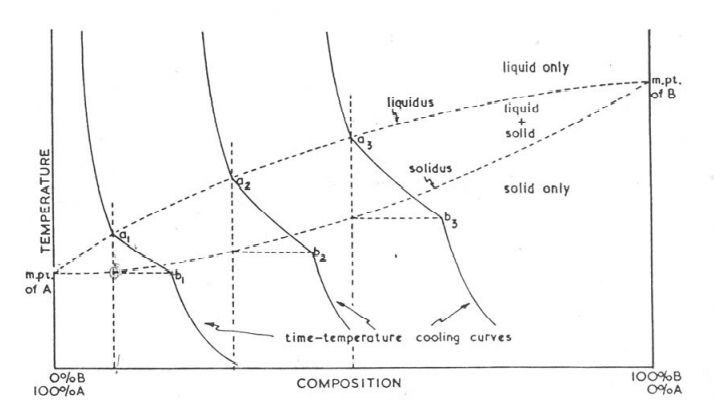 liquid only
m.pt.
of B
liquidus
liquid
+
solid
a3
solidus
solid only
a2
TEMPERATURE
a1
b3
b2
m.pt.
of A
b1
time-temperature cooling curves
0%B
100%A
COMPOSITION
100%B
0%A